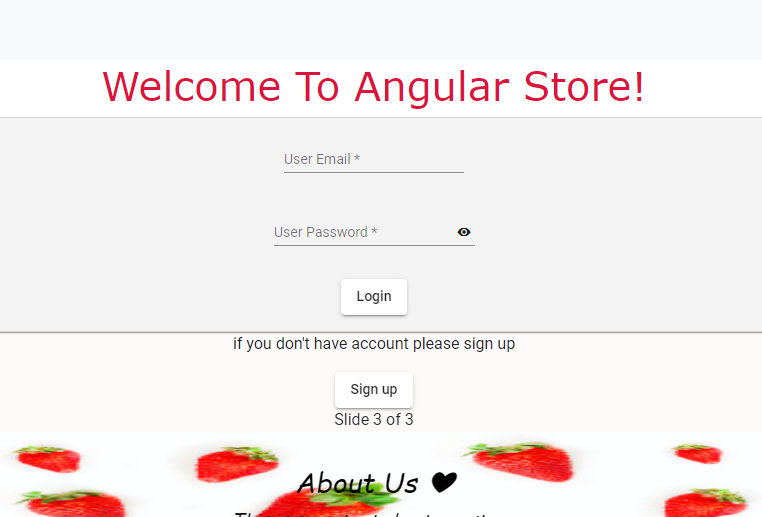 Welcome To Angular Store!
User Email *
User Password *
Login
if you don't have account please sign up
Sign up
Slide 3 of 3
About Us